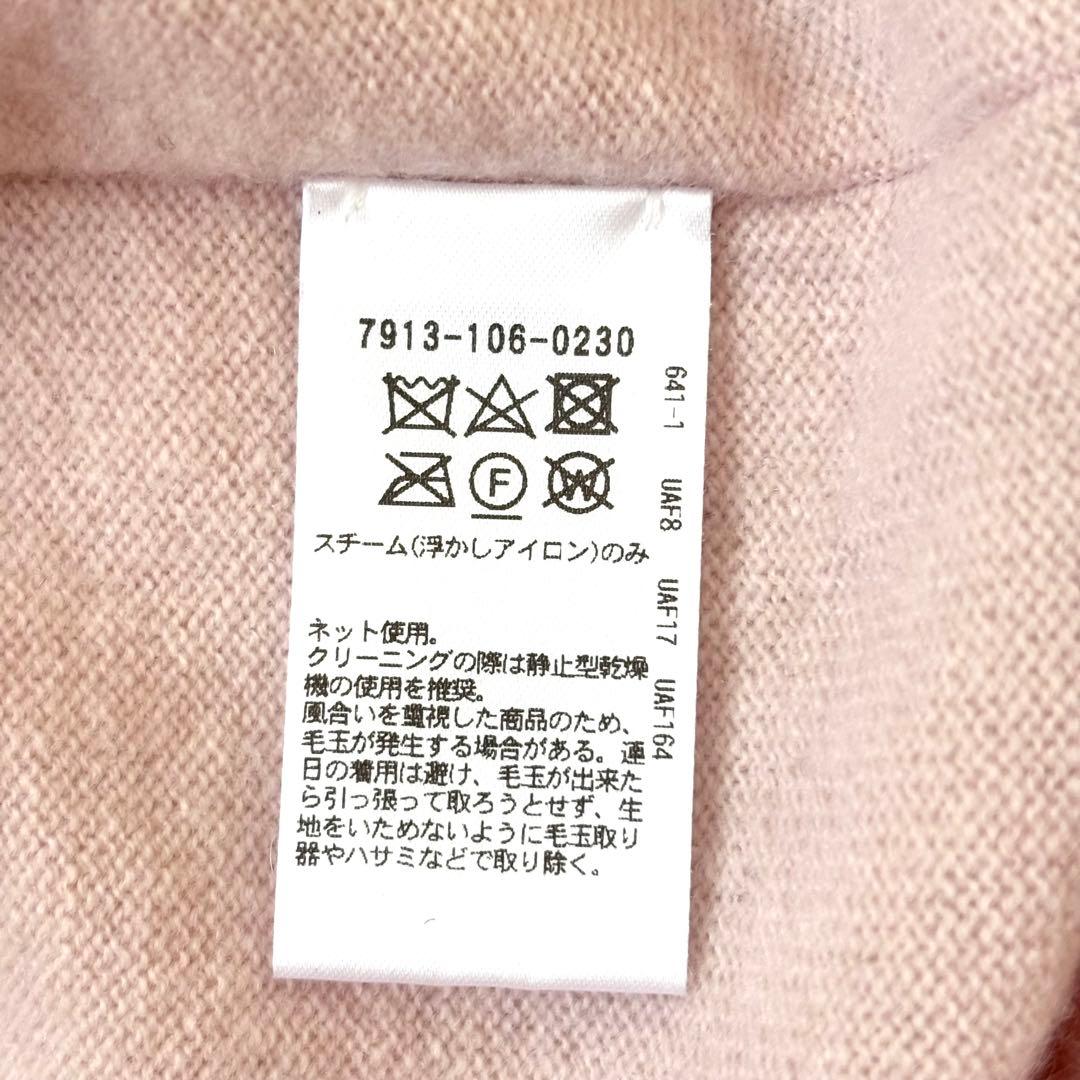 7913-106-0230
F
W
スチーム(浮かしアイロン)のみ
ネット使用。
クリーニングの際は静止型乾燥
機の使用を推奨。
風合いを重視した商品のため、
毛玉が発生する場合がある。連
日の着用は避け、毛玉が出来た
ら引っ張って取ろうとせず、生
地をいためないように毛玉取り
器やハサミなどで取り除く。
641-1 UAF8 UAF17 UAF164